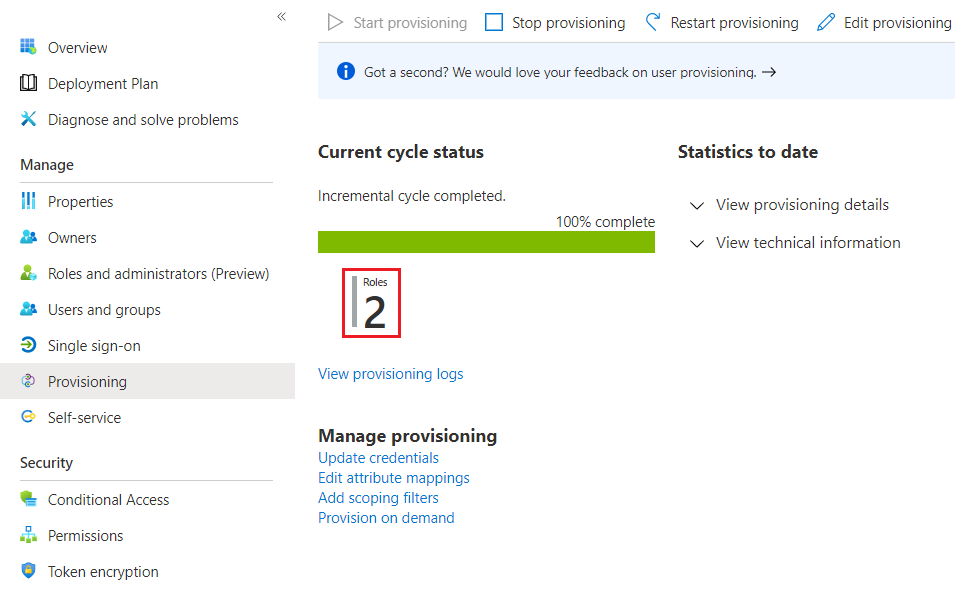 «
Overview
Deployment Plan
Diagnose and solve problems
Manage
Properties
Owners
Roles and administrators (Preview)
Users and groups
Single sign-on
Provisioning
Self-service
Security
Conditional Access
Permissions
Token encryption
Start provisioning
Stop provisioning
Restart provisioning
Edit provisioning
Got a second? We would love your feedback on user provisioning. →
Current cycle status
Incremental cycle completed.
100% complete
Roles
2
View provisioning logs
Manage provisioning
Update credentials
Edit attribute mappings
Add scoping filters
Provision on demand
Statistics to date
View provisioning details
View technical information